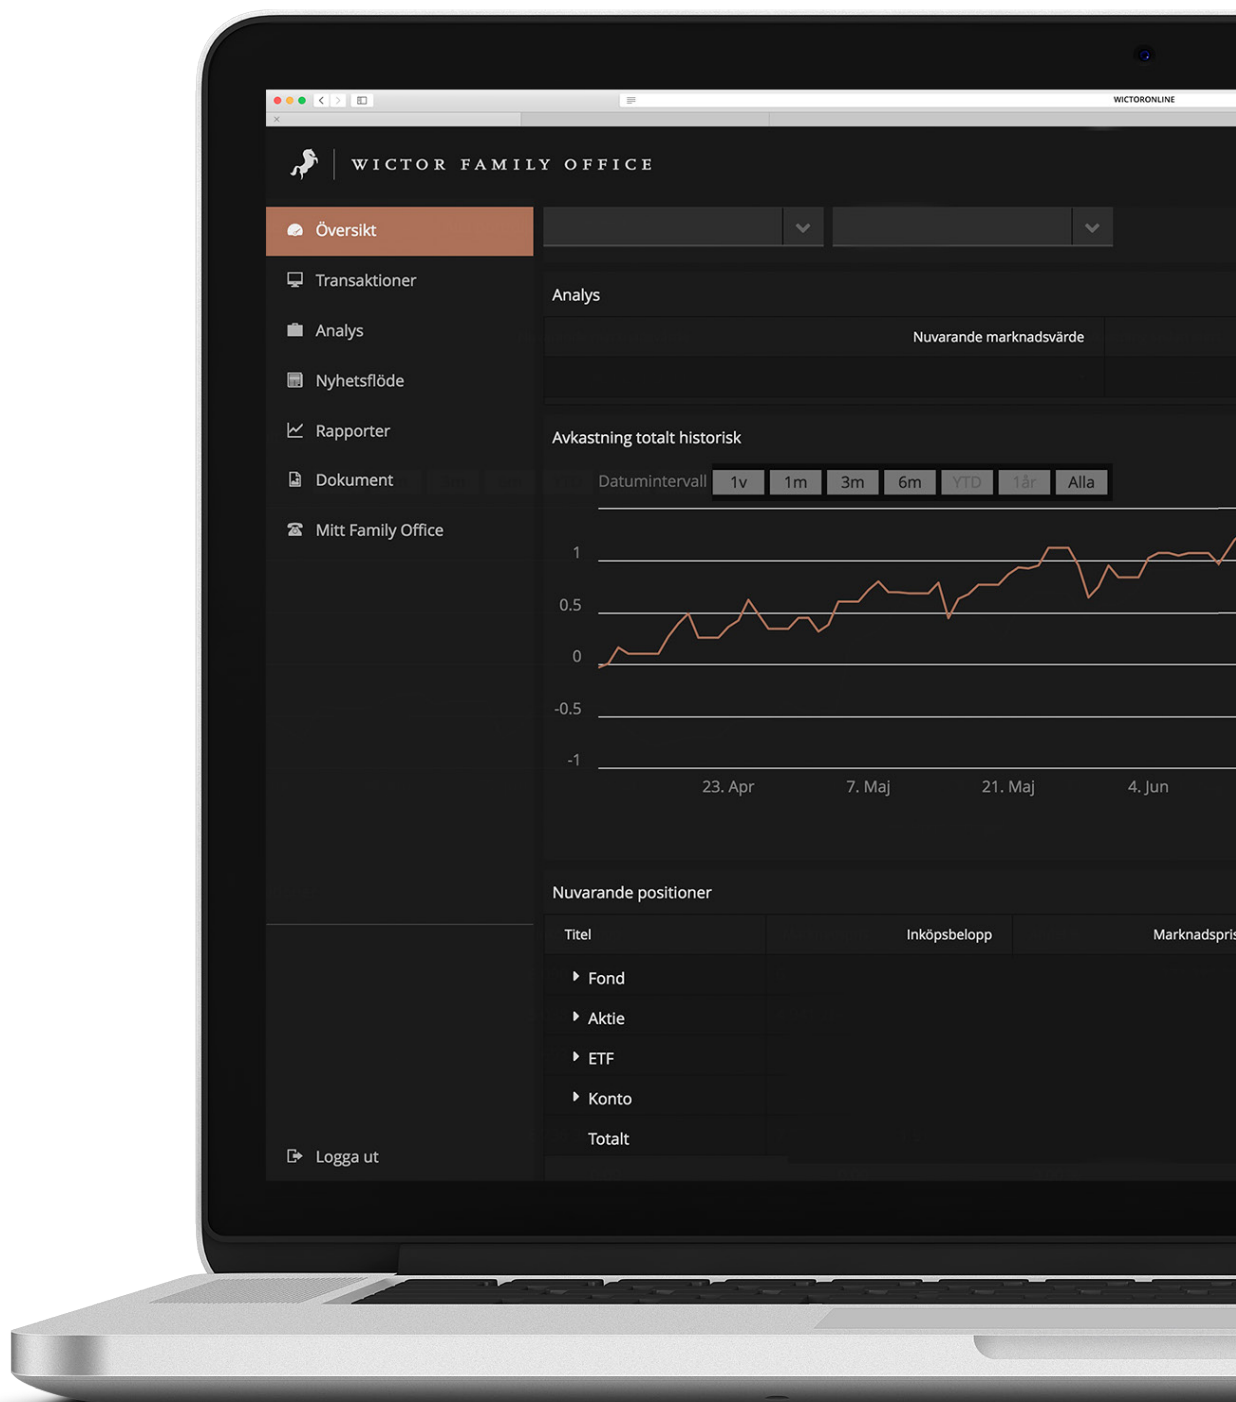 WICTORONLINE
WICTOR FAMILY OFFICE
Översikt
Transaktioner
Analys
Nyhetsflöde
Rapporter
Dokument
Mitt Family Office
Logga ut
Analys
Nuvarande marknadsvärde
Avkastning totalt historisk
Datumintervall 1v 1m 3m 6m YTD 1år Alla
1
0.5
0
-0.5
-1
23. Apr 7. Maj 21. Maj 4. Jun
Nuvarande positioner
Titel Inköpsbelopp Marknadspris
Fond
Aktie
ETF
Konto
Totalt